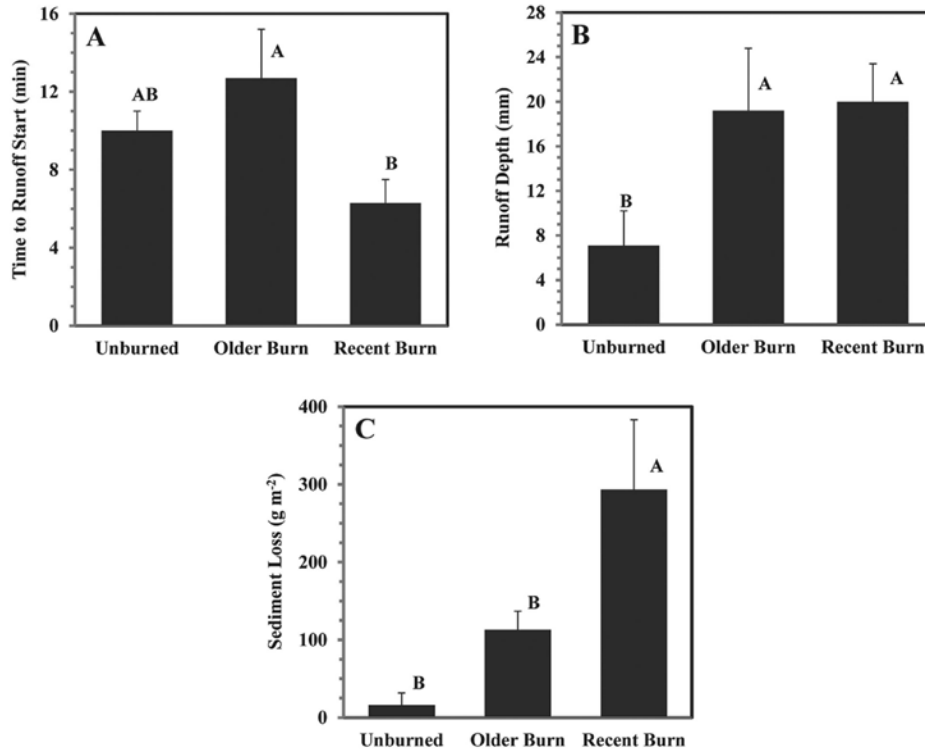 A
Time to Runoff Start (min)
16
12
8
4
0
AB
A
B
Unburned Older Burn Recent Burn
B
Runoff Depth (mm)
28
24
20
16
12
8
4
0
B
A
A
Unburned Older Burn Recent Burn
C
Sediment Loss (g m⁻²)
400
300
200
100
0
B
B
A
Unburned Older Burn Recent Burn